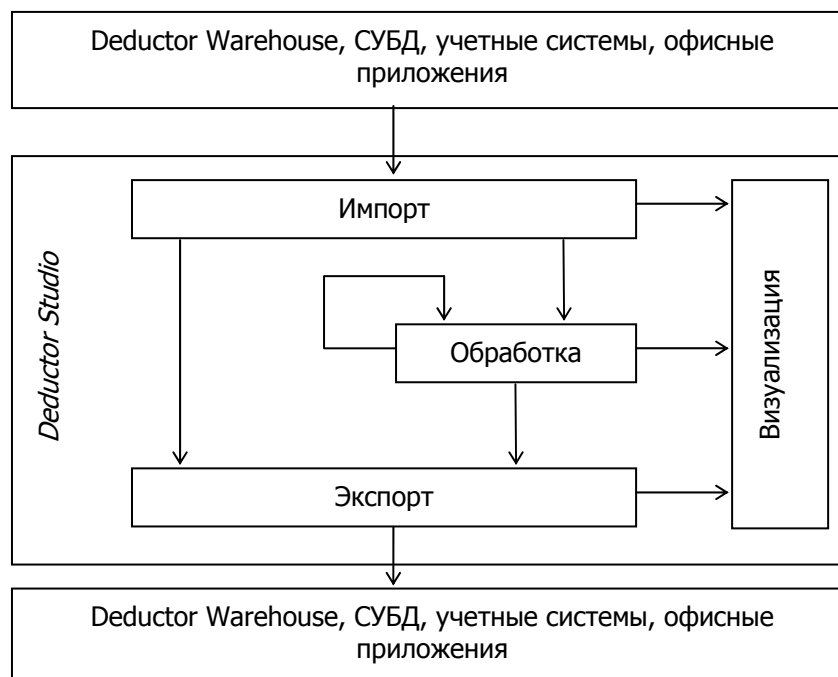 Deductor Warehouse, СУБД, учетные системы, офисные
приложения
Импорт
Deductor Studio
Обработка
Визуализация
Экспорт
Deductor Warehouse, СУБД, учетные системы, офисные
приложения